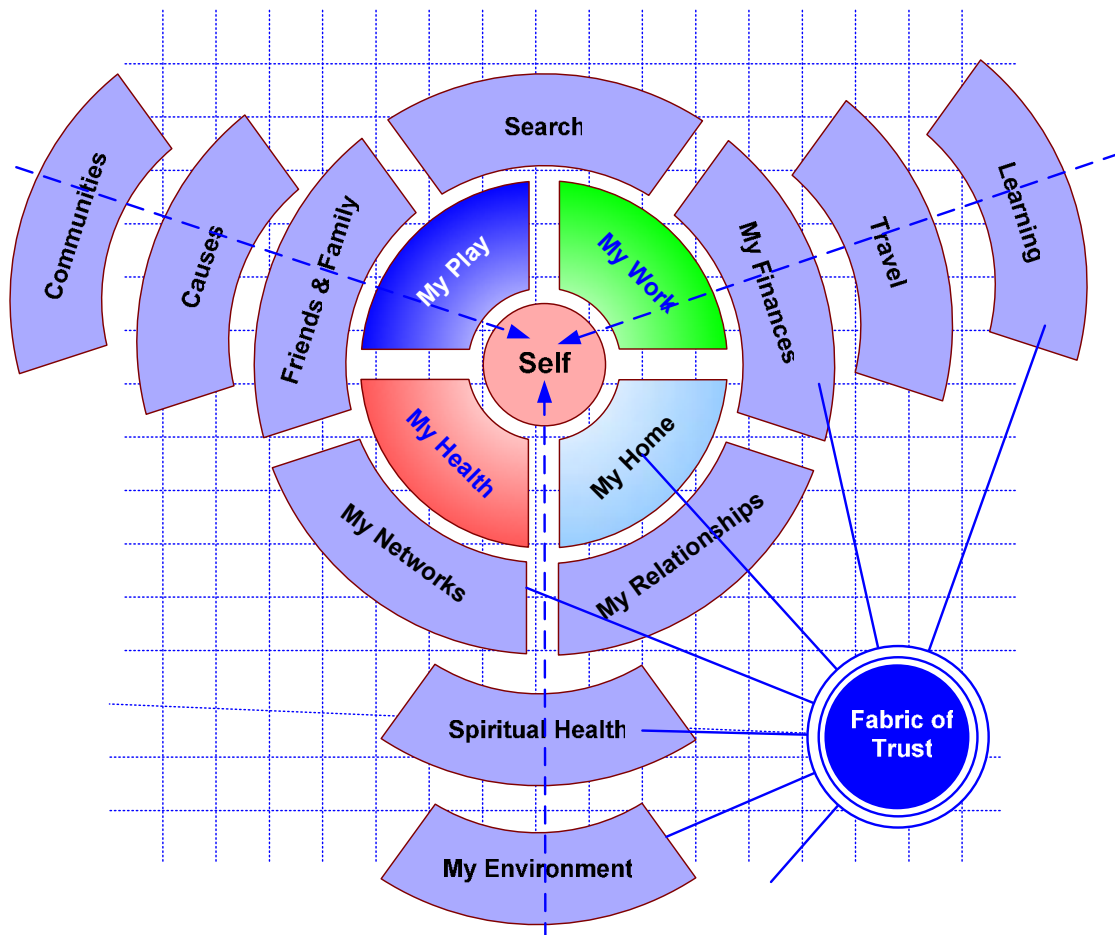 Search
Communities
Causes
Friends & Family
My Play
My Work
My Finances
Travel
Learning
Self
My Health
My Home
My Networks
My Relationships
Spiritual Health
Fabric of
Trust
My Environment